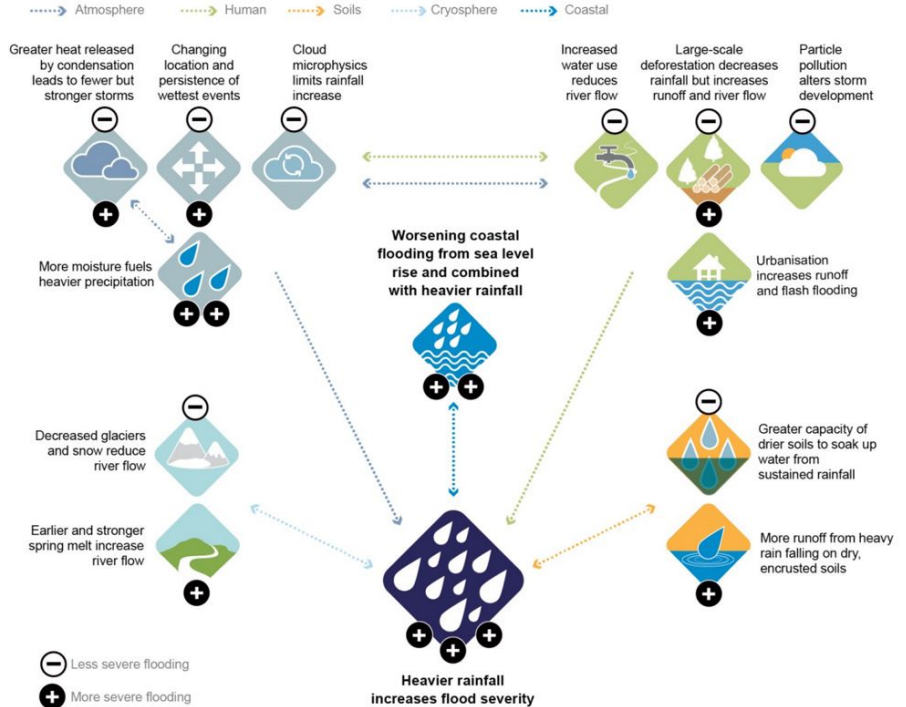 Atmosphere
Human
Soils
Cryosphere
Coastal
Greater heat released
by condensation
leads to fewer but
stronger storms
Changing
location and
persistence of
wettest events
Cloud
microphysics
limits rainfall
increase
Increased
water use
reduces
river flow
Large-scale
deforestation decreases
rainfall but increases
runoff and river flow
Particle
pollution
alters storm
development
More moisture fuels
heavier precipitation
Worsening coastal
flooding from sea level
rise and combined
with heavier rainfall
Urbanisation
increases runoff
and flash flooding
Decreased glaciers
and snow reduce
river flow
Greater capacity of
drier soils to soak up
water from
sustained rainfall
Earlier and stronger
spring melt increase
river flow
More runoff from heavy
rain falling on dry,
encrusted soils
Less severe flooding
More severe flooding
Heavier rainfall
increases flood severity